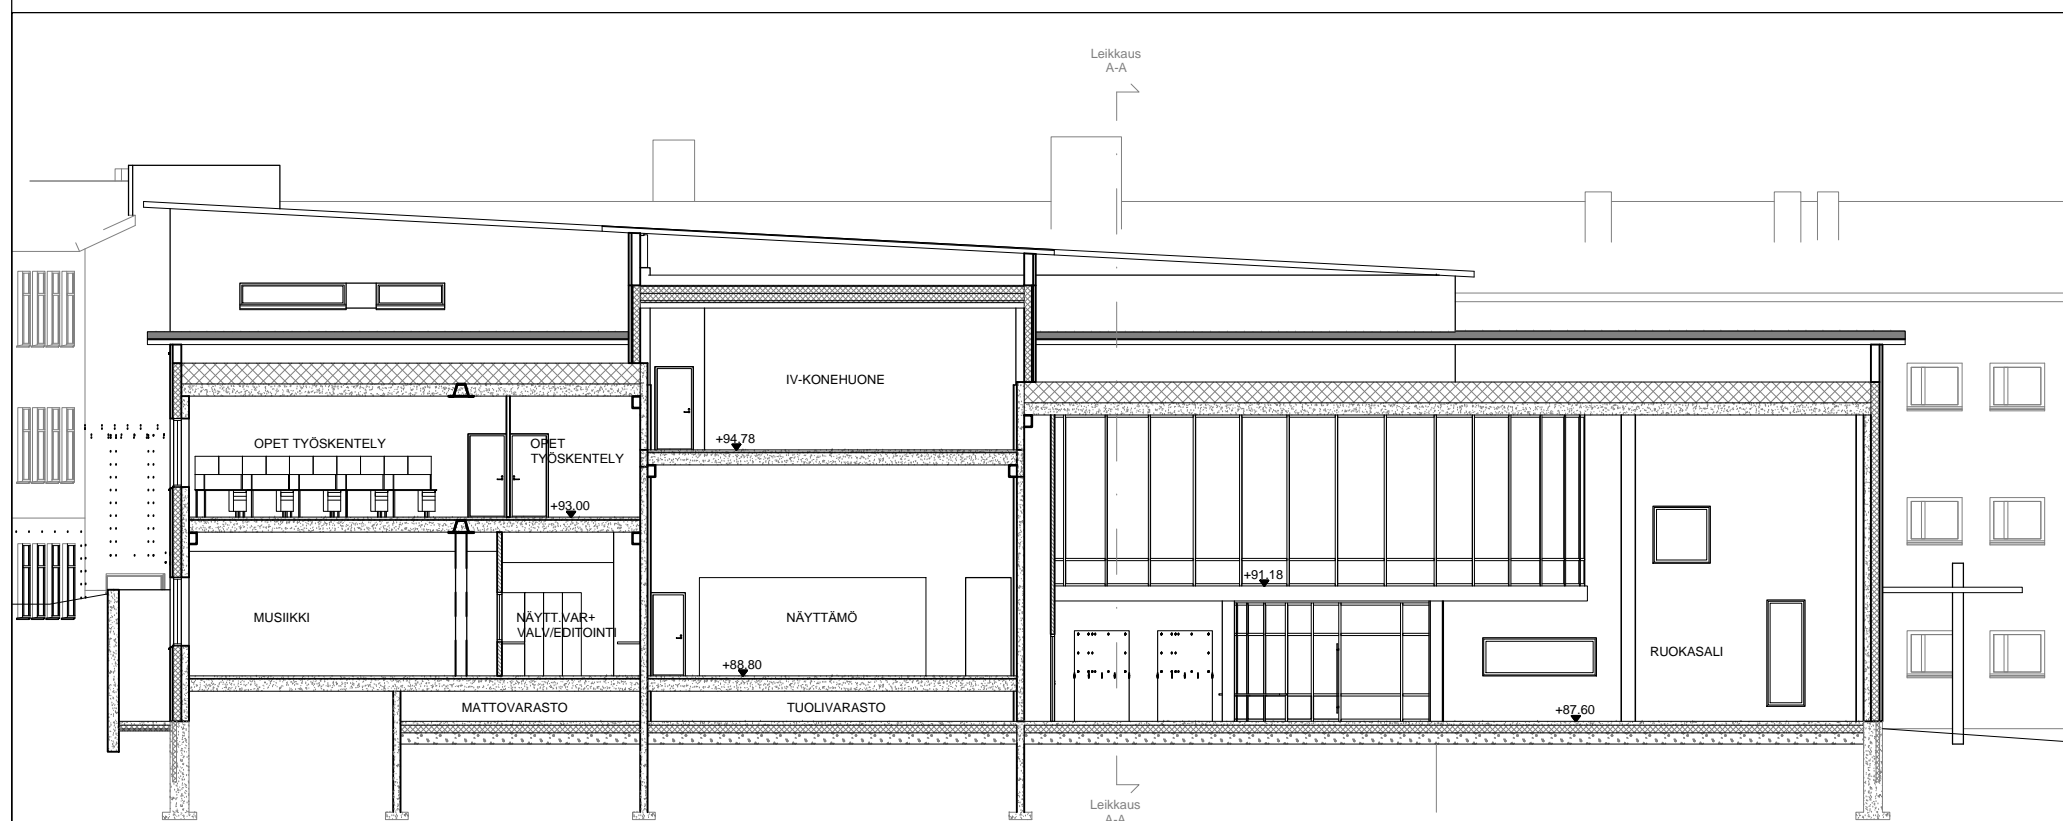 Leikkaus
A-A
IV-KONEHUONE
+94,78
OPET TYÖSKENTELY
OPET
TYÖSKENTELY
+93,00
+91,18
MUSIIKKI
NÄYTT.VAR+
VALV/EDITOINTI
NÄYTTÄMÖ
RUOKASALI
+88,80
MATTOVARASTO
TUOLIVARASTO
+87,60
Leikkaus
A-A